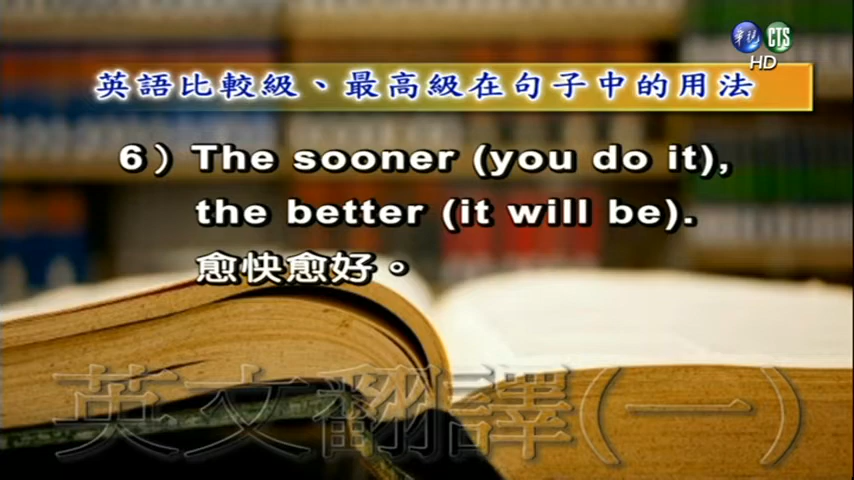 華視 CTS
HD
英語比較級、最高級在句子中的用法
6）The sooner (you do it),
the better (it will be).
愈快愈好。
英文翻譯(一)